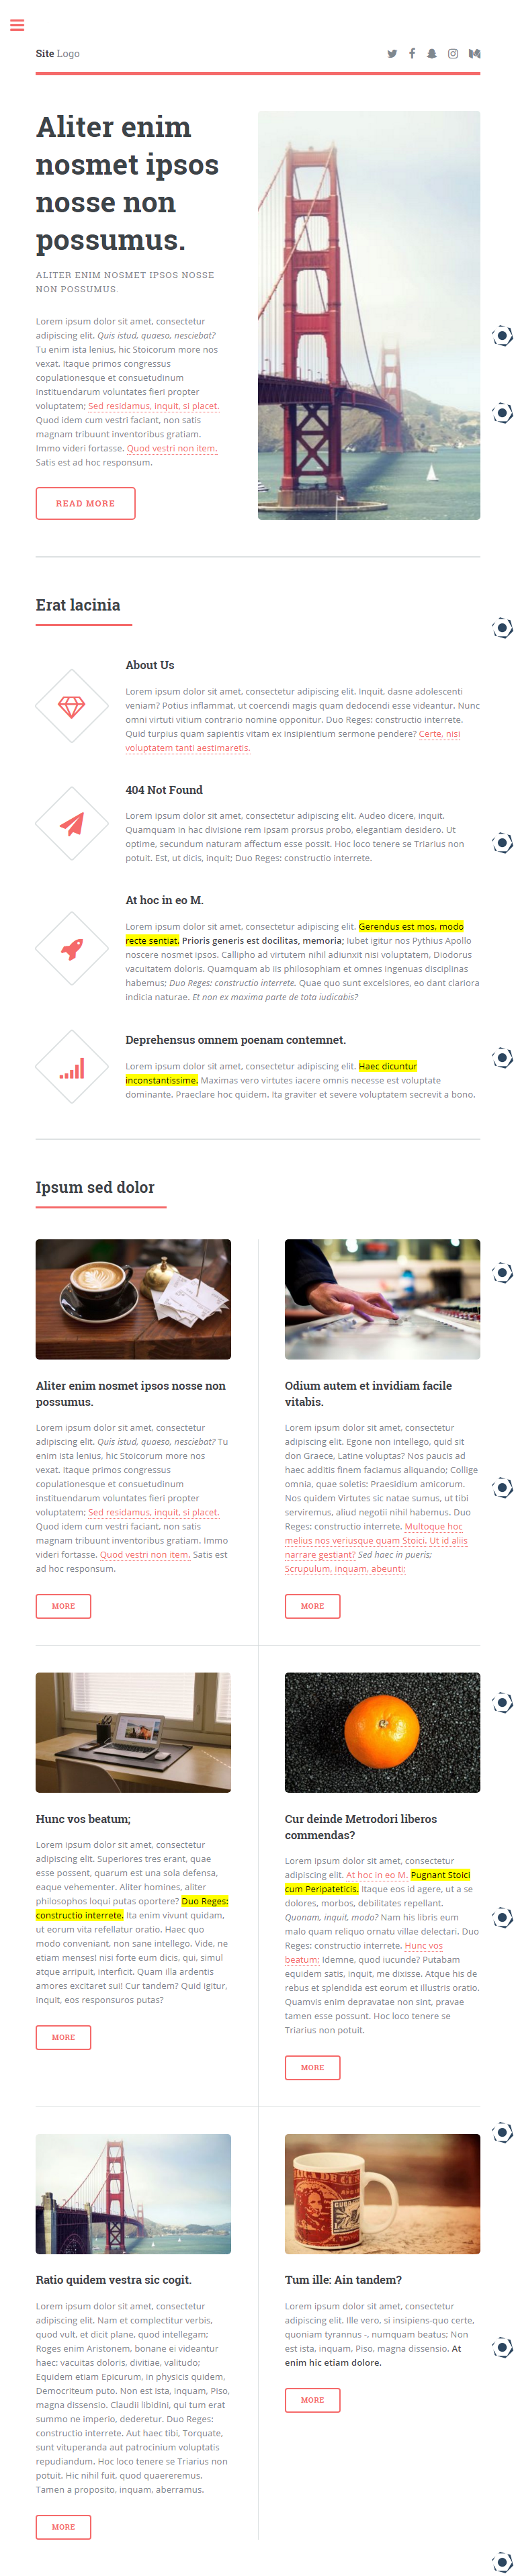 Site Logo
Aliter enim
nosmet ipsos
nosse non
possumus.
ALITER ENIM NOSMET IPSOS NOSSE
NON POSSUMUS.
Lorem ipsum dolor sit amet, consectetur
adipiscing elit. Quis istud, quaeso, nesciebat?
Tu enim ista lenius, hic Stoicorum more nos
vexat. Itaque primos congressus
copulationesque et consuetudinum
instituendarum voluntates fieri propter
voluptatem; Sed residamus, inquit, si placet.
Quod idem cum vestri faciant, non satis
magnam tribuunt inventoribus gratiam.
Immo videri fortasse. Quod vestri non item.
Satis est ad hoc responsum.
READ MORE
Erat lacinia
About Us
Lorem ipsum dolor sit amet, consectetur adipiscing elit. Inquit, dasne adolescenti
veniam? Potius inflammat, ut coercendi magis quam dedocendi esse videantur. Nunc
omni virtuti vitium contrario nomine opponitur. Duo Reges: constructio interrete.
Quid turpius quam sapientis vitam ex insipientium sermone pendere? Certe, nisi
voluptatem tanti aestimaretis.
404 Not Found
Lorem ipsum dolor sit amet, consectetur adipiscing elit. Audeo dicere, inquit.
Quamquam in hac divisione rem ipsam prorsus probo, elegantiam desidero. Ut
optime, secundum naturam affectum esse possit. Hoc loco tenere se Triarius non
potuit. Est, ut dicis, inquit; Duo Reges: constructio interrete.
At hoc in eo M.
Lorem ipsum dolor sit amet, consectetur adipiscing elit. Gerendus est mos, modo
recte sentiat. Prioris generis est docilitas, memoria; Iubet igitur nos Pythius Apollo
noscere nosmet ipsos. Callipho ad virtutem nihil adiunxit nisi voluptatem, Diodorus
vacuitatem doloris. Quamquam ab iis philosophiam et omnes ingenuas disciplinas
habemus; Duo Reges: constructio interrete. Quae quo sunt excelsiores, eo dant clariora
indicia naturae. Et non ex maxima parte de tota iudicabis?
Deprehensus omnem poenam contemnet.
Lorem ipsum dolor sit amet, consectetur adipiscing elit. Haec dicuntur
inconstantissime. Maximas vero virtutes iacere omnis necesse est voluptate
dominante. Praeclare hoc quidem. Ita graviter et severe voluptatem secrevit a bono.
Ipsum sed dolor
Aliter enim nosmet ipsos nosse non
possumus.
Lorem ipsum dolor sit amet, consectetur
adipiscing elit. Quis istud, quaeso, nesciebat? Tu
enim ista lenius, hic Stoicorum more nos
vexat. Itaque primos congressus
copulationesque et consuetudinum
instituendarum voluntates fieri propter
voluptatem; Sed residamus, inquit, si placet.
Quod idem cum vestri faciant, non satis
magnam tribuunt inventoribus gratiam. Immo
videri fortasse. Quod vestri non item. Satis est
ad hoc responsum.
MORE
Odium autem et invidiam facile
vitabis.
Lorem ipsum dolor sit amet, consectetur
adipiscing elit. Egone non intellego, quid sit
don Graece, Latine voluptas? Nos paucis ad
haec additis finem faciamus aliquando; Collige
omnia, quae soletis: Praesidium amicorum.
Nos quidem Virtutes sic natae sumus, ut tibi
serviremus, aliud negotii nihil habemus. Duo
Reges: constructio interrete. Multoque hoc
melius nos veriusque quam Stoici. Ut id aliis
narrare gestiant? Sed haec in pueris;
Scrupulum, inquam, abeunti;
MORE
Hunc vos beatum;
Lorem ipsum dolor sit amet, consectetur
adipiscing elit. Superiores tres erant, quae
esse possent, quarum est una sola defensa,
eaque vehementer. Aliter homines, aliter
philosophos loqui putas oportere? Duo Reges:
constructio interrete. Ita enim vivunt quidam,
ut eorum vita refellatur oratio. Haec quo
modo conveniant, non sane intellego. Vide, ne
etiam menses! nisi forte eum dicis, qui, simul
atque arripuit, interficit. Quam illa ardentis
amores excitaret sui! Cur tandem? Quid igitur,
inquit, eos responsuros putas?
MORE
Cur deinde Metrodori liberos
commendas?
Lorem ipsum dolor sit amet, consectetur
adipiscing elit. At hoc in eo M. Pugnant Stoici
cum Peripateticis. Itaque eos id agere, ut a se
dolores, morbos, debilitates repellant.
Quonam, inquit, modo? Nam his libris eum
malo quam reliquo ornatu villae delectari. Duo
Reges: constructio interrete. Hunc vos
beatum; Idemne, quod iucunde? Putabam
equidem satis, inquit, me dixisse. Atque his de
rebus et splendida est eorum et illustris oratio.
Quamvis enim depravatae non sint, pravae
tamen esse possunt. Hoc loco tenere se
Triarius non potuit.
MORE
Ratio quidem vestra sic cogit.
Lorem ipsum dolor sit amet, consectetur
adipiscing elit. Nam et complectitur verbis,
quod vult, et dicit plane, quod intellegam;
Roges enim Aristonem, bonane ei videantur
haec: vacuitas doloris, divitiae, valitudo;
Equidem etiam Epicurum, in physicis quidem,
Democriteum puto. Non est ista, inquam, Piso,
magna dissensio. Claudii libidini, qui tum erat
summo ne imperio, dederetur. Duo Reges:
constructio interrete. Aut haec tibi, Torquate,
sunt vituperanda aut patrocinium voluptatis
repudiandum. Hoc loco tenere se Triarius non
potuit. Hic nihil fuit, quod quaereremus.
Tamen a proposito, inquam, aberramus.
MORE
Tum ille: Ain tandem?
Lorem ipsum dolor sit amet, consectetur
adipiscing elit. Ille vero, si insipiens-quo certe,
quoniam tyrannus -, numquam beatus; Non
est ista, inquam, Piso, magna dissensio. At
enim hic etiam dolore.
MORE